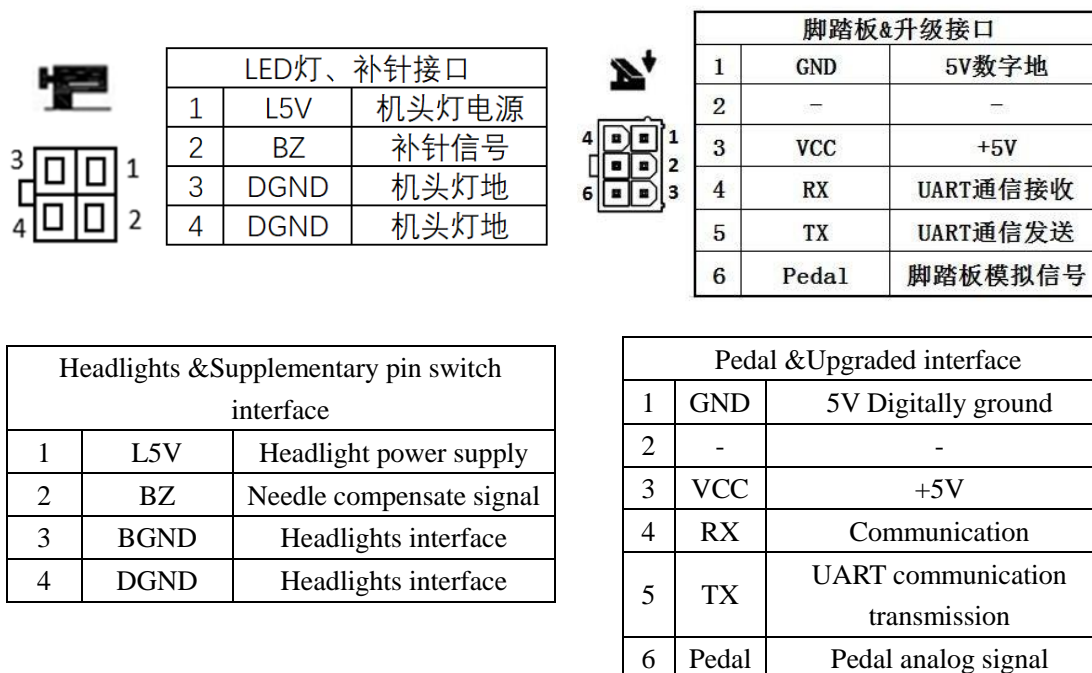 LED灯、补针接口
1 L5V 机头灯电源
2 BZ 补针信号
3 DGND 机头灯地
4 DGND 机头灯地
3 1
4 2
脚踏板&升级接口
1 GND 5V数字地
2 － －
3 VCC +5V
4 RX UART通信接收
5 TX UART通信发送
6 Pedal 脚踏板模拟信号
4 1
2
6 3
Headlights &Supplementary pin switch
interface
1 L5V Headlight power supply
2 BZ Needle compensate signal
3 BGND Headlights interface
4 DGND Headlights interface
Pedal &Upgraded interface
1 GND 5V Digitally ground
2 - -
3 VCC +5V
4 RX Communication
5 TX UART communication
transmission
6 Pedal Pedal analog signal